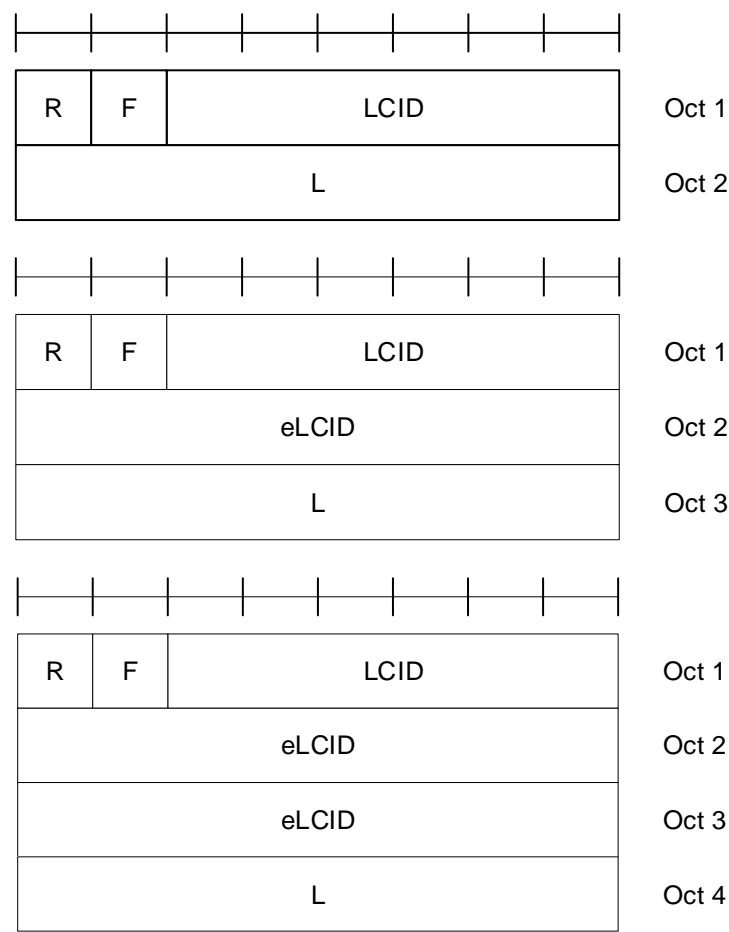 R F LCID Oct 1
L Oct 2
R F LCID Oct 1
eLCID Oct 2
L Oct 3
R F LCID Oct 1
eLCID Oct 2
eLCID Oct 3
L Oct 4